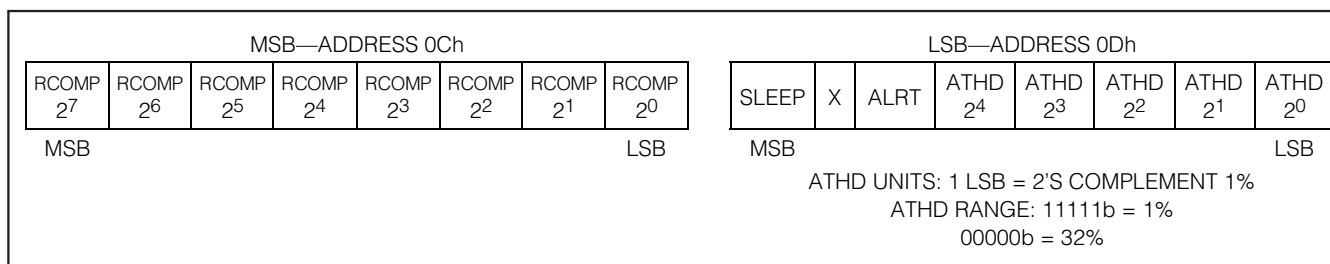 MSB—ADDRESS 0Ch
LSB—ADDRESS 0Dh
RCOMP 2⁷ RCOMP 2⁶ RCOMP 2⁵ RCOMP 2⁴ RCOMP 2³ RCOMP 2² RCOMP 2¹ RCOMP 2⁰
SLEEP X ALRT ATHD 2⁴ ATHD 2³ ATHD 2² ATHD 2¹ ATHD 2⁰
MSB LSB
MSB LSB
ATHD UNITS: 1 LSB = 2'S COMPLEMENT 1%
ATHD RANGE: 11111b = 1%
00000b = 32%